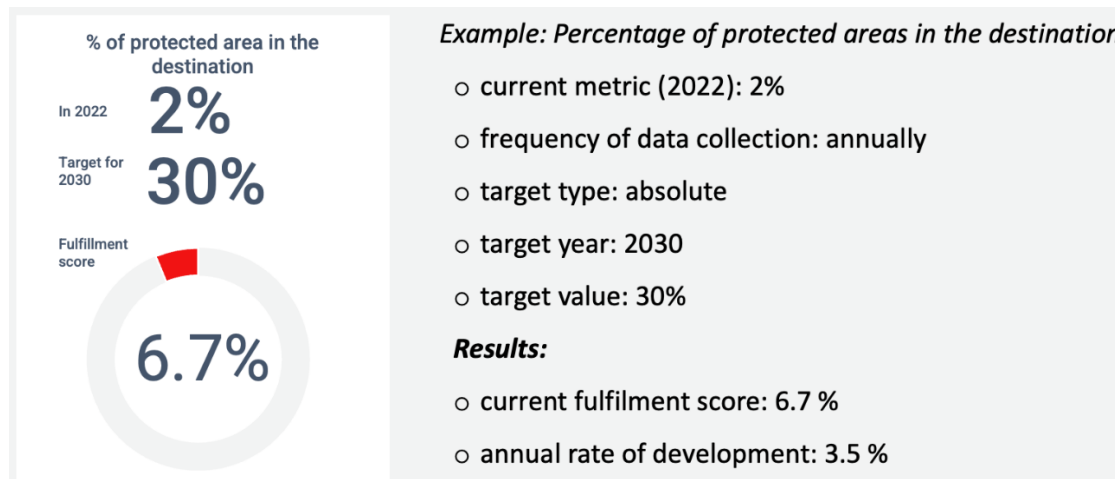 % of protected area in the
destination
In 2022
2%
Target for
2030
30%
Fulfillment
score
6.7%
Example: Percentage of protected areas in the destination
o current metric (2022): 2%
o frequency of data collection: annually
o target type: absolute
o target year: 2030
o target value: 30%
Results:
o current fulfilment score: 6.7 %
o annual rate of development: 3.5 %